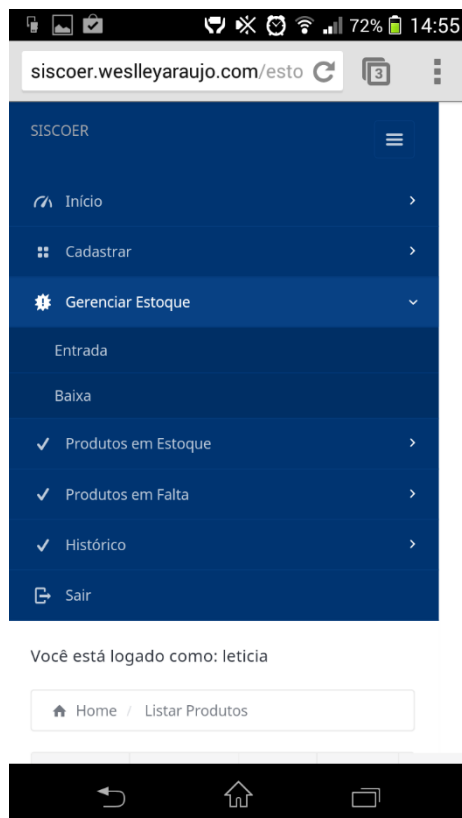 72% 14:55
siscoer.weslleyaraujo.com/esto 3
SISCOER
Início
Cadastrar
Gerenciar Estoque
Entrada
Baixa
Produtos em Estoque
Produtos em Falta
Histórico
Sair
Você está logado como: leticia
Home / Listar Produtos